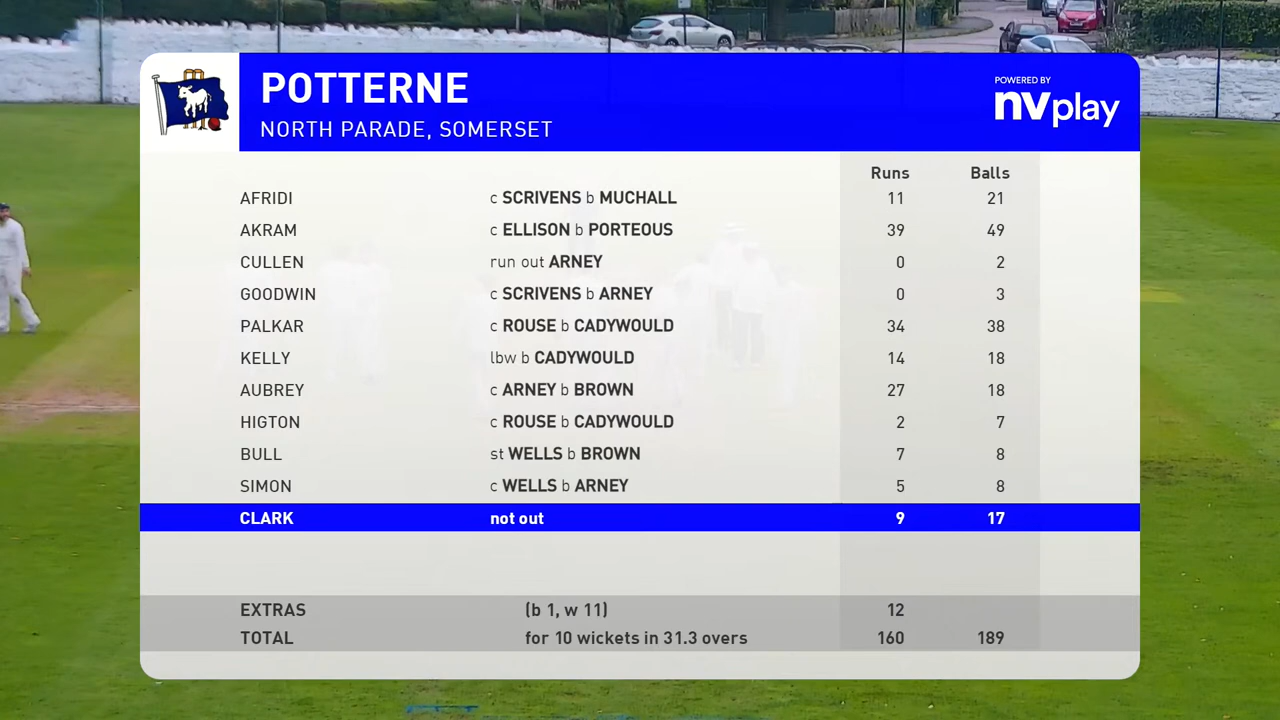 POTTERNE
NORTH PARADE, SOMERSET
POWERED BY
nvplay
Runs Balls
AFRIDI c SCRIVENS b MUCHALL 11 21
AKRAM c ELLISON b PORTEOUS 39 49
CULLEN run out ARNEY 0 2
GOODWIN c SCRIVENS b ARNEY 0 3
PALKAR c ROUSE b CADYWOULD 34 38
KELLY lbw b CADYWOULD 14 18
AUBREY c ARNEY b BROWN 27 18
HIGTON c ROUSE b CADYWOULD 2 7
BULL st WELLS b BROWN 7 8
SIMON c WELLS b ARNEY 5 8
CLARK not out 9 17
EXTRAS (b 1, w 11) 12
TOTAL for 10 wickets in 31.3 overs 160 189